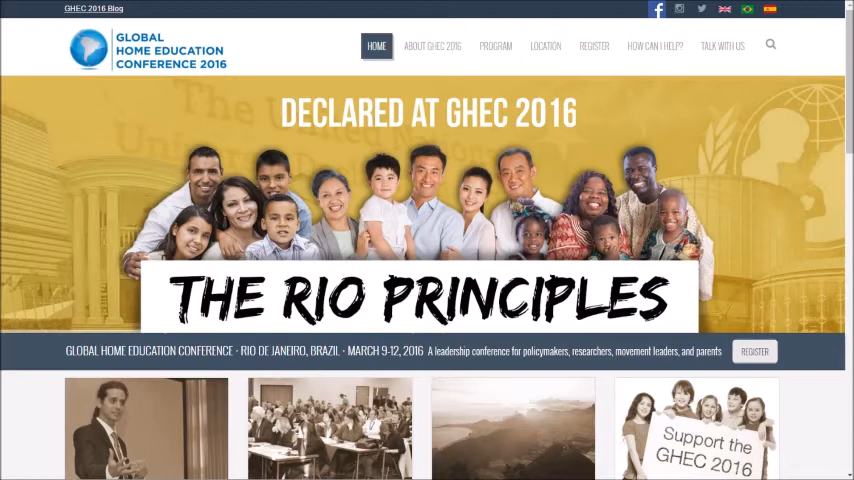 GHEC 2016 Blog
GLOBAL
HOME EDUCATION
CONFERENCE 2016
HOME ABOUT GHEC 2016 PROGRAM LOCATION REGISTER HOW CAN I HELP? TALK WITH US
DECLARED AT GHEC 2016
THE RIO PRINCIPLES
GLOBAL HOME EDUCATION CONFERENCE · RIO DE JANEIRO, BRAZIL · MARCH 9-12, 2016 A leadership conference for policymakers, researchers, movement leaders, and parents REGISTER
Support the
GHEC 2016